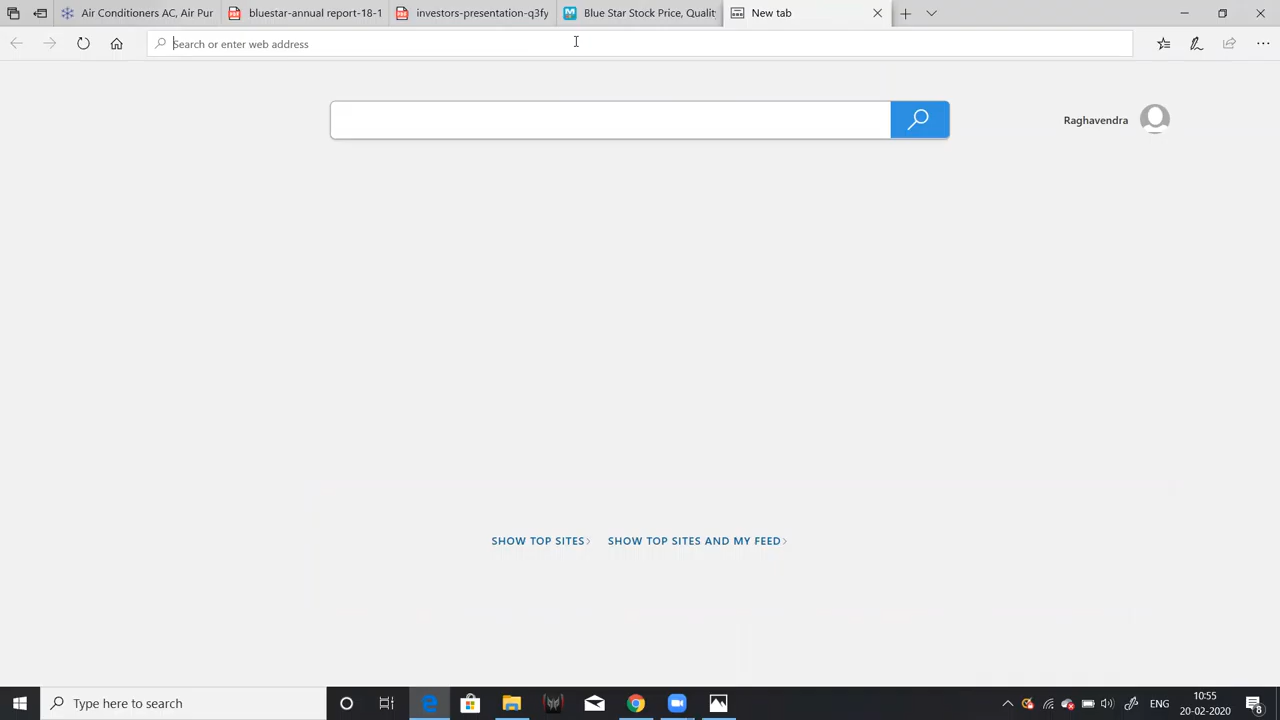 Air Conditioners AC, Air Pur
bluestar-annual report-18-1
investors-presentation-q3fy
Blue Star Stock Price, Qualit
New tab
Search or enter web address
Raghavendra
SHOW TOP SITES
SHOW TOP SITES AND MY FEED
Type here to search
ENG
10:55
20-02-2020
8